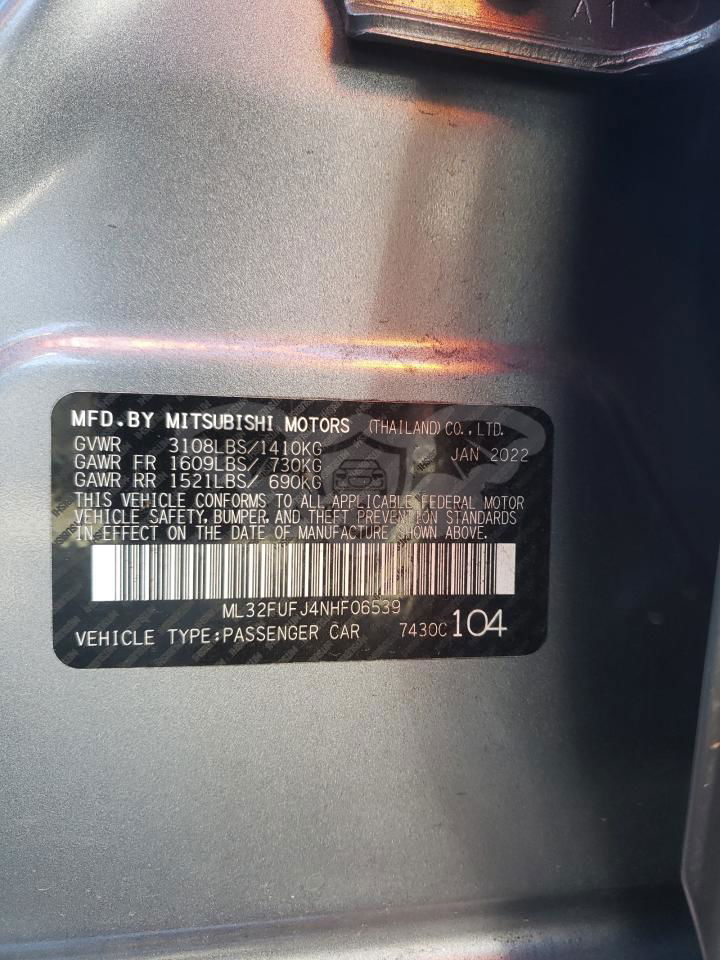 A1
MFD.BY MITSUBISHI MOTORS (THAILAND) CO.,LTD.
GVWR 3108LBS/1410KG JAN 2022
GAWR FR 1609LBS/ 730KG
GAWR RR 1521LBS/ 690KG
THIS VEHICLE CONFORMS TO ALL APPLICABLE FEDERAL MOTOR
VEHICLE SAFETY, BUMPER, AND THEFT PREVENTION STANDARDS
IN EFFECT ON THE DATE OF MANUFACTURE SHOWN ABOVE.
ML32FUFJ4NHF06539
VEHICLE TYPE:PASSENGER CAR 7430C 104